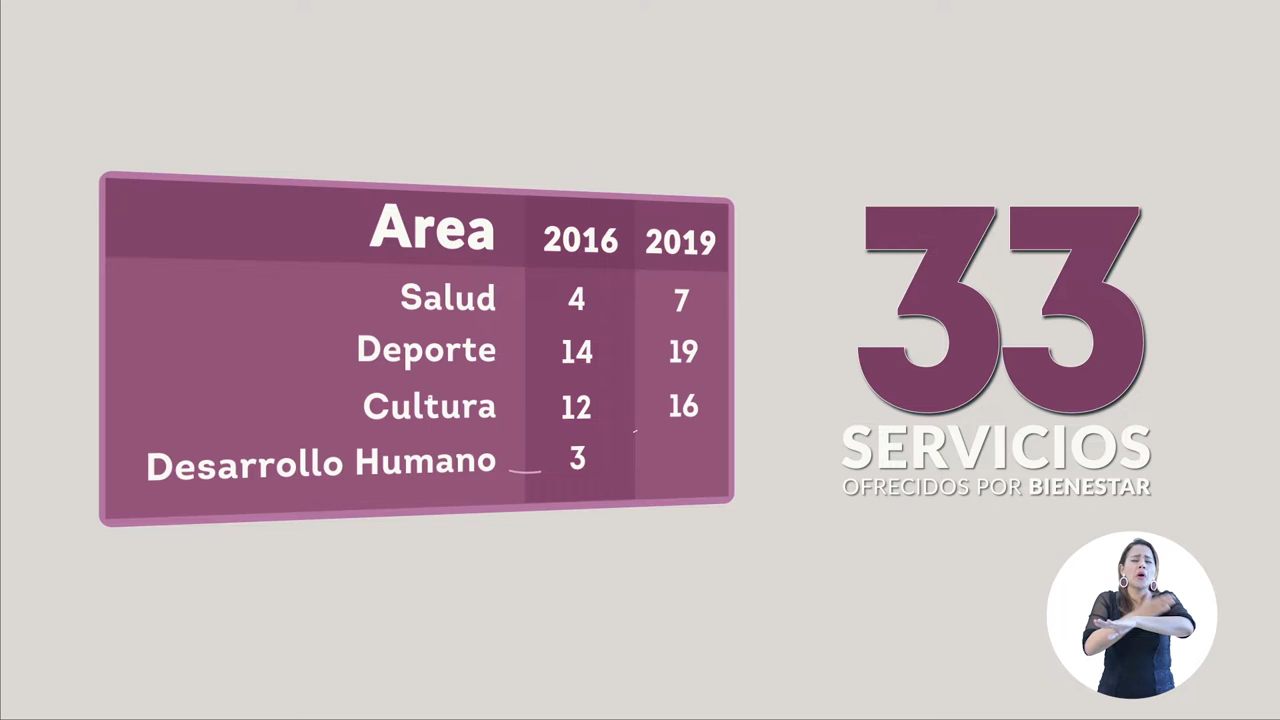 Area 2016 2019
Salud 4 7
Deporte 14 19
Cultura 12 16
Desarrollo Humano 3
33
SERVICIOS
OFRECIDOS POR BIENESTAR